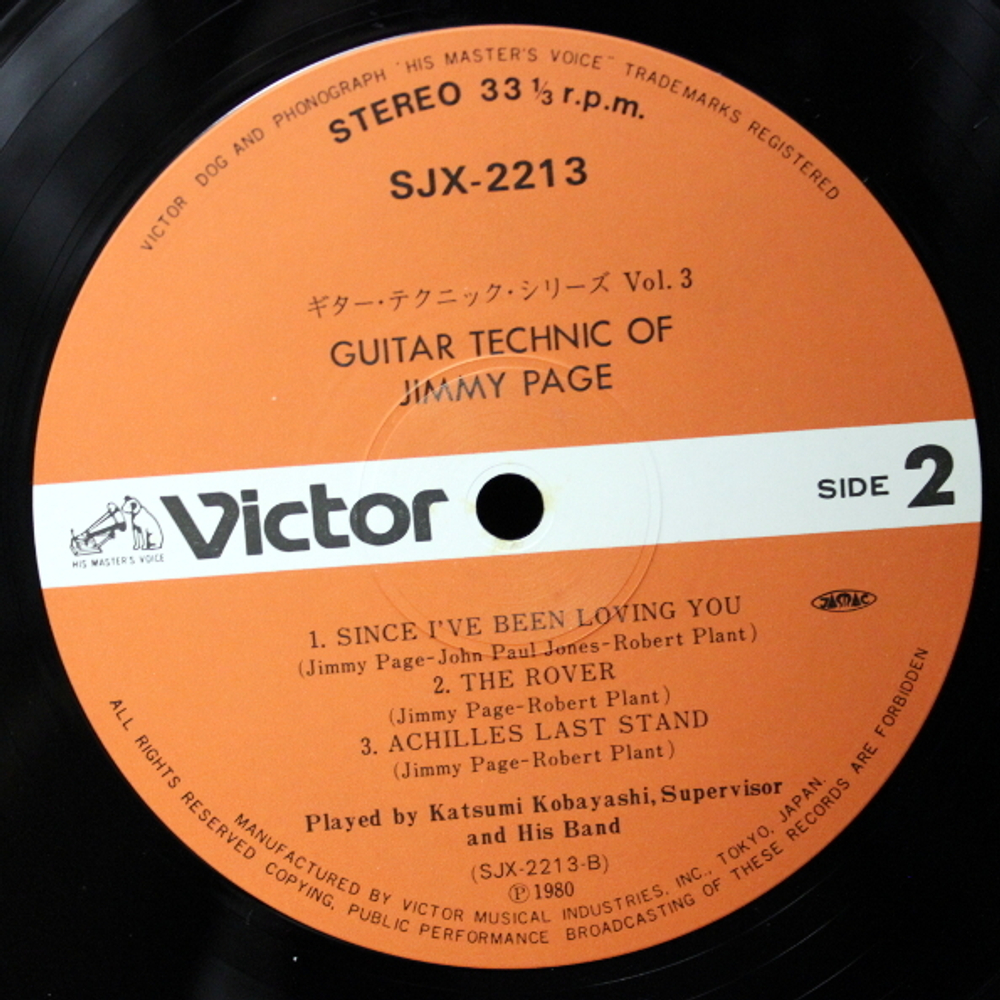 VICTOR DOG AND PHONOGRAPH "HIS MASTER'S VOICE" TRADEMARKS REGISTERED
STEREO 33 1/3 r.p.m.
SJX-2213
ギター・テクニック・シリーズ Vol. 3
GUITAR TECHNIC OF
JIMMY PAGE
Victor
HIS MASTER'S VOICE
SIDE 2
JASRAC
1. SINCE I'VE BEEN LOVING YOU
(Jimmy Page-John Paul Jones-Robert Plant)
2. THE ROVER
(Jimmy Page-Robert Plant)
3. ACHILLES LAST STAND
(Jimmy Page-Robert Plant)
Played by Katsumi Kobayashi, Supervisor
and His Band
(SJX-2213-B)
Ⓟ 1980
MANUFACTURED BY VICTOR MUSICAL INDUSTRIES, INC., TOKYO, JAPAN.
ALL RIGHTS RESERVED COPYING, PUBLIC PERFORMANCE BROADCASTING OF THESE RECORDS ARE FORBIDDEN